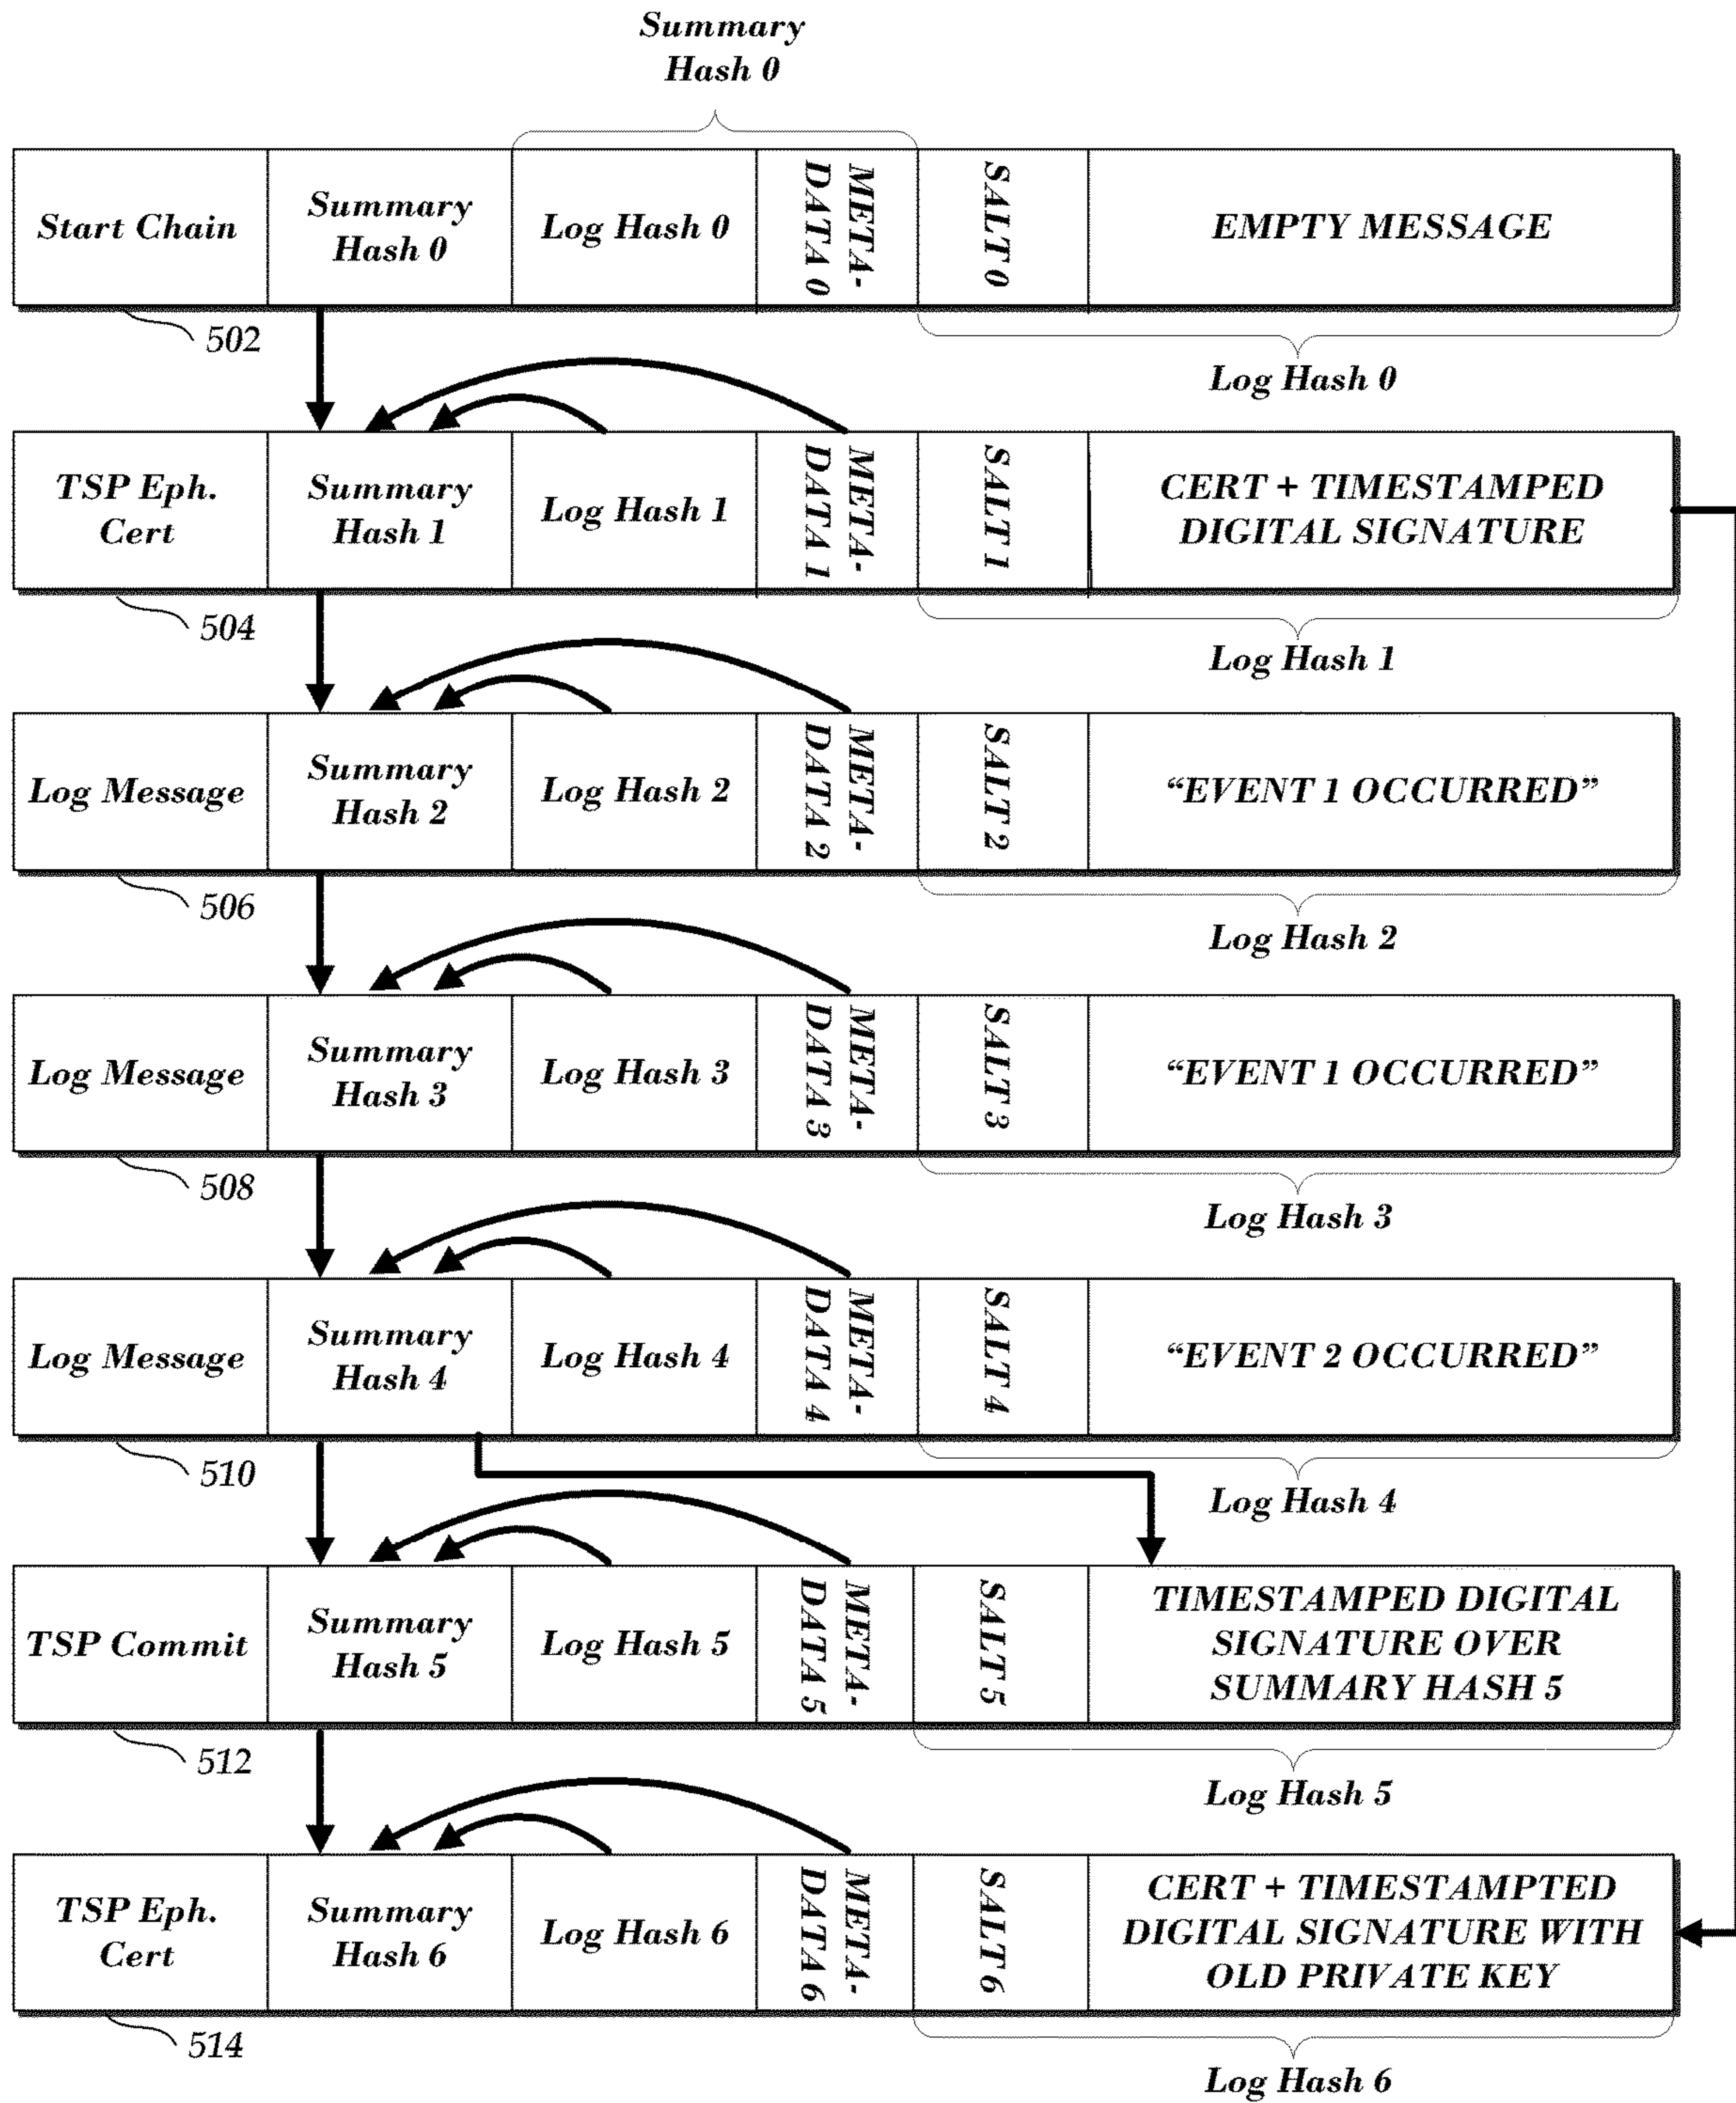 Summary
Hash 0
Start Chain
Summary
Hash 0
Log Hash 0
META-
DATA 0
SALT 0
EMPTY MESSAGE
502
Log Hash 0
TSP Eph.
Cert
Summary
Hash 1
Log Hash 1
META-
DATA 1
SALT 1
CERT + TIMESTAMPED
DIGITAL SIGNATURE
504
Log Hash 1
Log Message
Summary
Hash 2
Log Hash 2
META-
DATA 2
SALT 2
“EVENT 1 OCCURRED”
506
Log Hash 2
Log Message
Summary
Hash 3
Log Hash 3
META-
DATA 3
SALT 3
“EVENT 1 OCCURRED”
508
Log Hash 3
Log Message
Summary
Hash 4
Log Hash 4
META-
DATA 4
SALT 4
“EVENT 2 OCCURRED”
510
Log Hash 4
TSP Commit
Summary
Hash 5
Log Hash 5
META-
DATA 5
SALT 5
TIMESTAMPED DIGITAL
SIGNATURE OVER
SUMMARY HASH 5
512
Log Hash 5
TSP Eph.
Cert
Summary
Hash 6
Log Hash 6
META-
DATA 6
SALT 6
CERT + TIMESTAMPTED
DIGITAL SIGNATURE WITH
OLD PRIVATE KEY
514
Log Hash 6